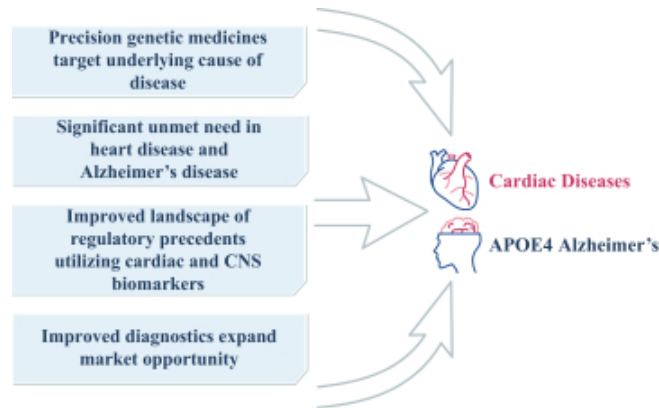 Precision genetic medicines
target underlying cause of
disease
Significant unmet need in
heart disease and
Alzheimer's disease
Improved landscape of
regulatory precedents
utilizing cardiac and CNS
biomarkers
Improved diagnostics expand
market opportunity
Cardiac Diseases
APOE4 Alzheimer's